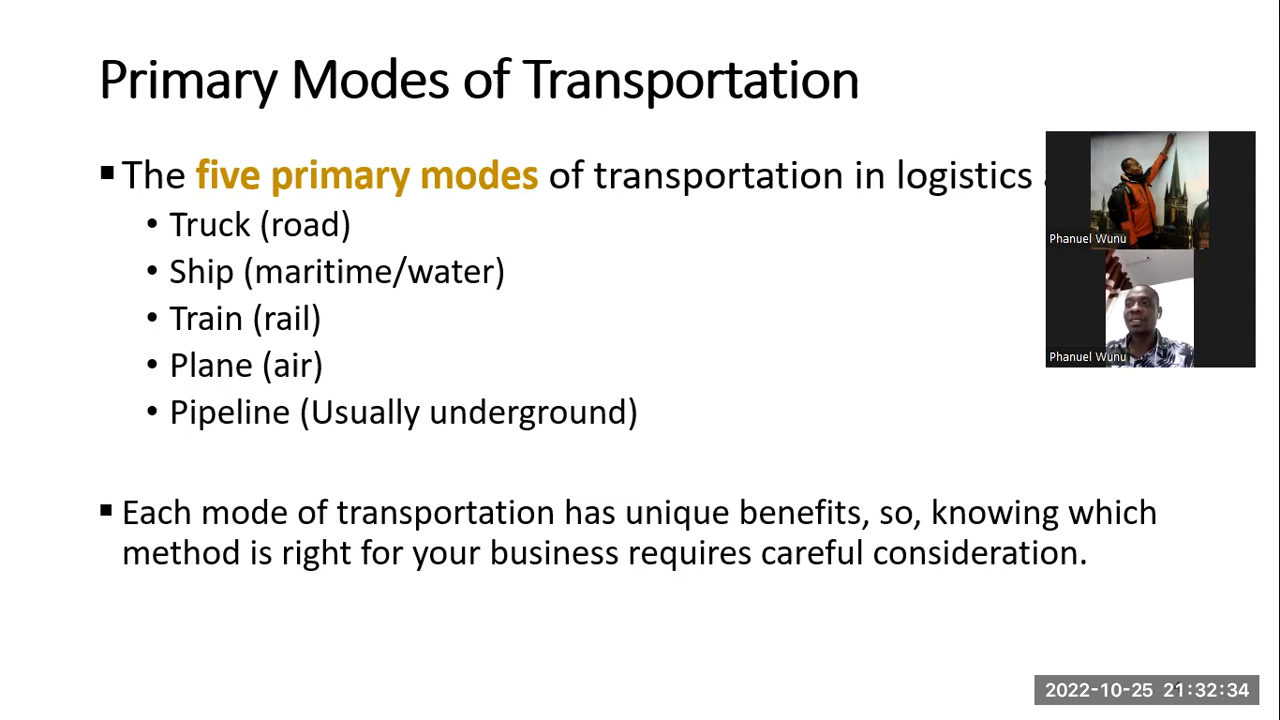 Primary Modes of Transportation
▪ The five primary modes of transportation in logistics
• Truck (road)
• Ship (maritime/water)
• Train (rail)
• Plane (air)
• Pipeline (Usually underground)
▪ Each mode of transportation has unique benefits, so, knowing which
method is right for your business requires careful consideration.
Phanuel Wunu
Phanuel Wunu
2022-10-25 21:32:34